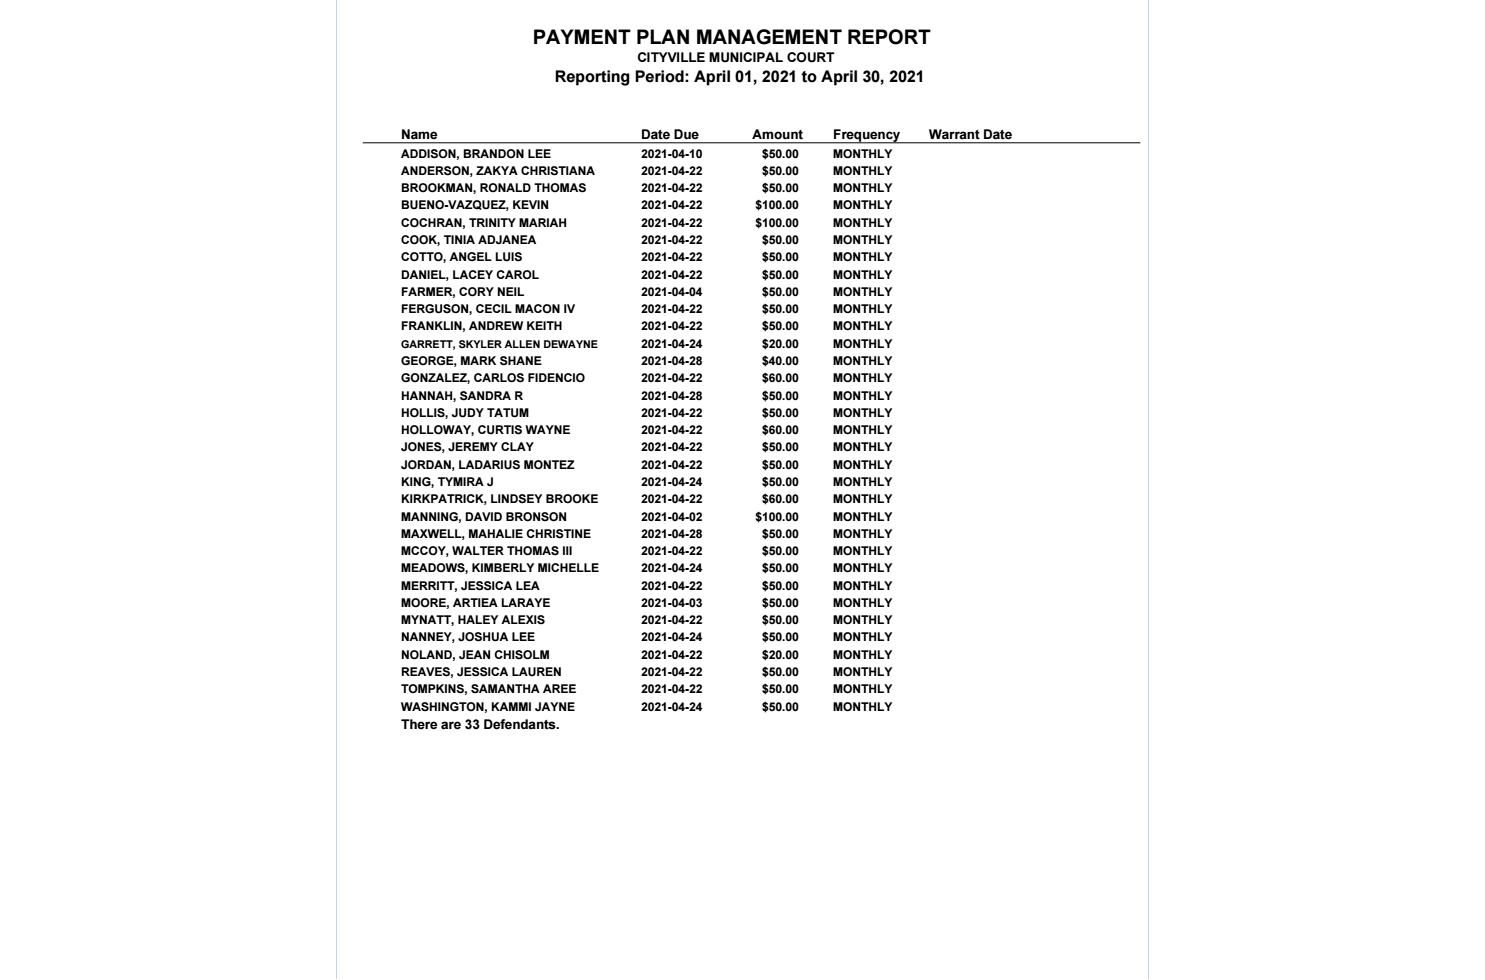 PAYMENT PLAN MANAGEMENT REPORT
CITYVILLE MUNICIPAL COURT
Reporting Period: April 01, 2021 to April 30, 2021
Name Date Due Amount Frequency Warrant Date
ADDISON, BRANDON LEE 2021-04-10 $50.00 MONTHLY
ANDERSON, ZAKYA CHRISTIANA 2021-04-22 $50.00 MONTHLY
BROOKMAN, RONALD THOMAS 2021-04-22 $50.00 MONTHLY
BUENO-VAZQUEZ, KEVIN 2021-04-22 $100.00 MONTHLY
COCHRAN, TRINITY MARIAH 2021-04-22 $100.00 MONTHLY
COOK, TINIA ADJANEA 2021-04-22 $50.00 MONTHLY
COTTO, ANGEL LUIS 2021-04-22 $50.00 MONTHLY
DANIEL, LACEY CAROL 2021-04-22 $50.00 MONTHLY
FARMER, CORY NEIL 2021-04-04 $50.00 MONTHLY
FERGUSON, CECIL MACON IV 2021-04-22 $50.00 MONTHLY
FRANKLIN, ANDREW KEITH 2021-04-22 $50.00 MONTHLY
GARRETT, SKYLER ALLEN DEWAYNE 2021-04-24 $20.00 MONTHLY
GEORGE, MARK SHANE 2021-04-28 $40.00 MONTHLY
GONZALEZ, CARLOS FIDENCIO 2021-04-22 $60.00 MONTHLY
HANNAH, SANDRA R 2021-04-28 $50.00 MONTHLY
HOLLIS, JUDY TATUM 2021-04-22 $50.00 MONTHLY
HOLLOWAY, CURTIS WAYNE 2021-04-22 $60.00 MONTHLY
JONES, JEREMY CLAY 2021-04-22 $50.00 MONTHLY
JORDAN, LADARIUS MONTEZ 2021-04-22 $50.00 MONTHLY
KING, TYMIRA J 2021-04-24 $50.00 MONTHLY
KIRKPATRICK, LINDSEY BROOKE 2021-04-22 $60.00 MONTHLY
MANNING, DAVID BRONSON 2021-04-02 $100.00 MONTHLY
MAXWELL, MAHALIE CHRISTINE 2021-04-28 $50.00 MONTHLY
MCCOY, WALTER THOMAS III 2021-04-22 $50.00 MONTHLY
MEADOWS, KIMBERLY MICHELLE 2021-04-24 $50.00 MONTHLY
MERRITT, JESSICA LEA 2021-04-22 $50.00 MONTHLY
MOORE, ARTIEA LARAYE 2021-04-03 $50.00 MONTHLY
MYNATT, HALEY ALEXIS 2021-04-22 $50.00 MONTHLY
NANNEY, JOSHUA LEE 2021-04-24 $50.00 MONTHLY
NOLAND, JEAN CHISOLM 2021-04-22 $20.00 MONTHLY
REAVES, JESSICA LAUREN 2021-04-22 $50.00 MONTHLY
TOMPKINS, SAMANTHA AREE 2021-04-22 $50.00 MONTHLY
WASHINGTON, KAMMI JAYNE 2021-04-24 $50.00 MONTHLY
There are 33 Defendants.